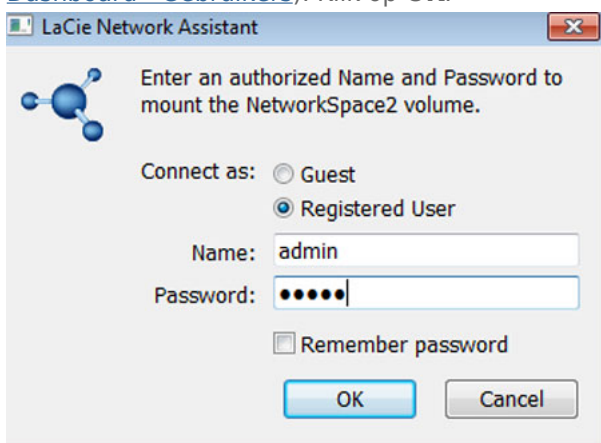 LaCie Network Assistant
Enter an authorized Name and Password to
mount the NetworkSpace2 volume.
Connect as:
Guest
Registered User
Name: admin
Password: •••••
Remember password
OK Cancel